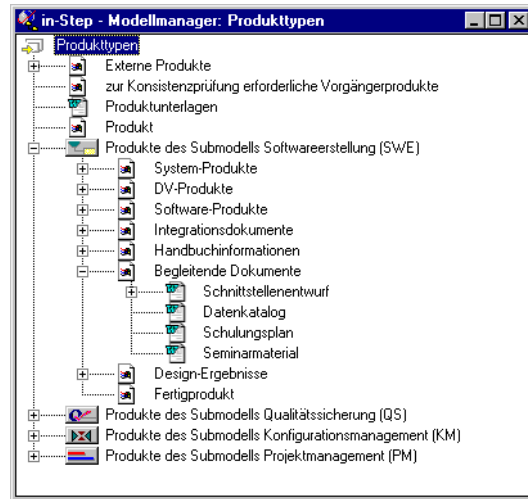 in-Step - Modellmanager: Produkttypen
Produkttypen
Externe Produkte
zur Konsistenzprüfung erforderliche Vorgängerprodukte
Produktunterlagen
Produkt
Produkte des Submodells Softwareerstellung (SWE)
System-Produkte
DV-Produkte
Software-Produkte
Integrationsdokumente
Handbuchinformationen
Begleitende Dokumente
Schnittstellenentwurf
Datenkatalog
Schulungsplan
Seminarmaterial
Design-Ergebnisse
Fertigprodukt
Produkte des Submodells Qualitätssicherung (QS)
Produkte des Submodells Konfigurationsmanagement (KM)
Produkte des Submodells Projektmanagement (PM)